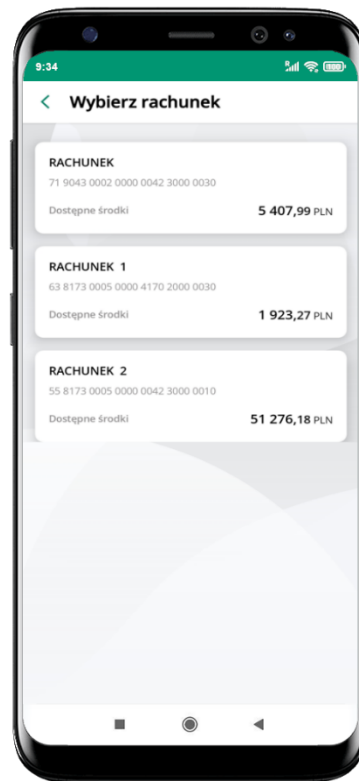 9:34
Wybierz rachunek
RACHUNEK
71 9043 0002 0000 0042 3000 0030
Dostępne środki 5 407,99 PLN
RACHUNEK 1
63 8173 0005 0000 4170 2000 0030
Dostępne środki 1 923,27 PLN
RACHUNEK 2
55 8173 0005 0000 0042 3000 0010
Dostępne środki 51 276,18 PLN